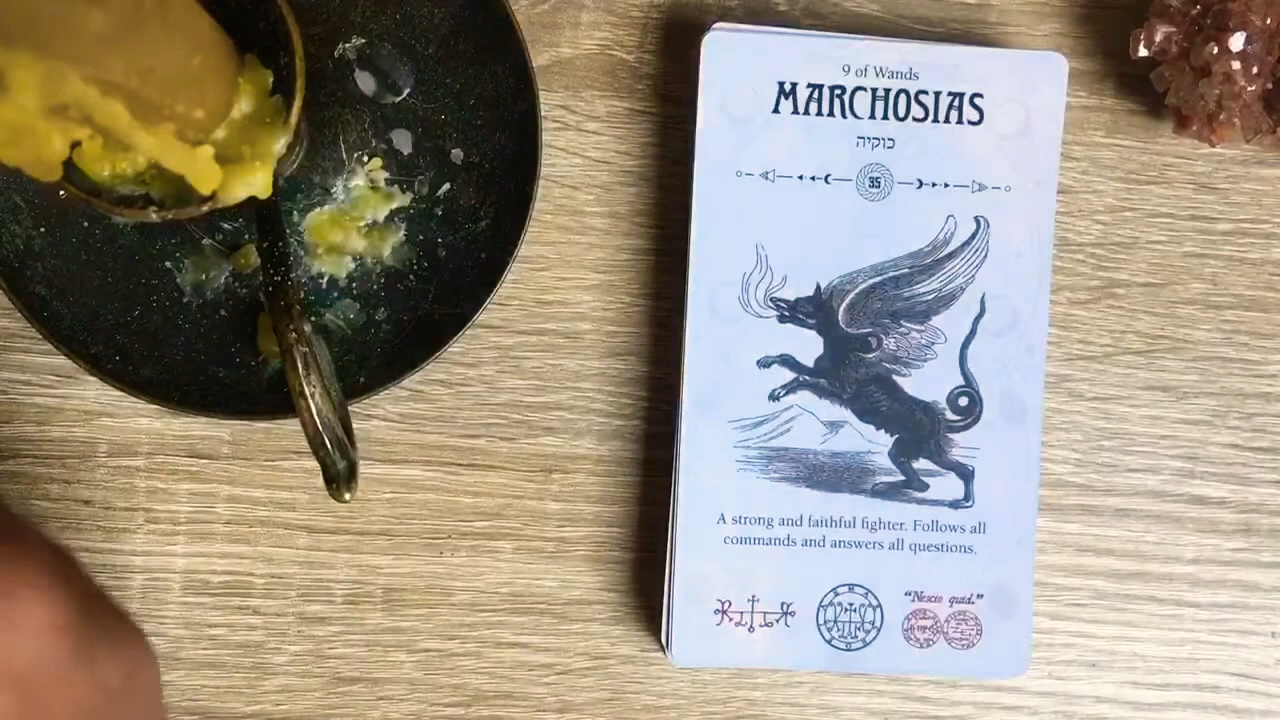 9 of Wands
MARCHOSIAS
כוקיה
35
A strong and faithful fighter. Follows all
commands and answers all questions.
"Nescio quid."